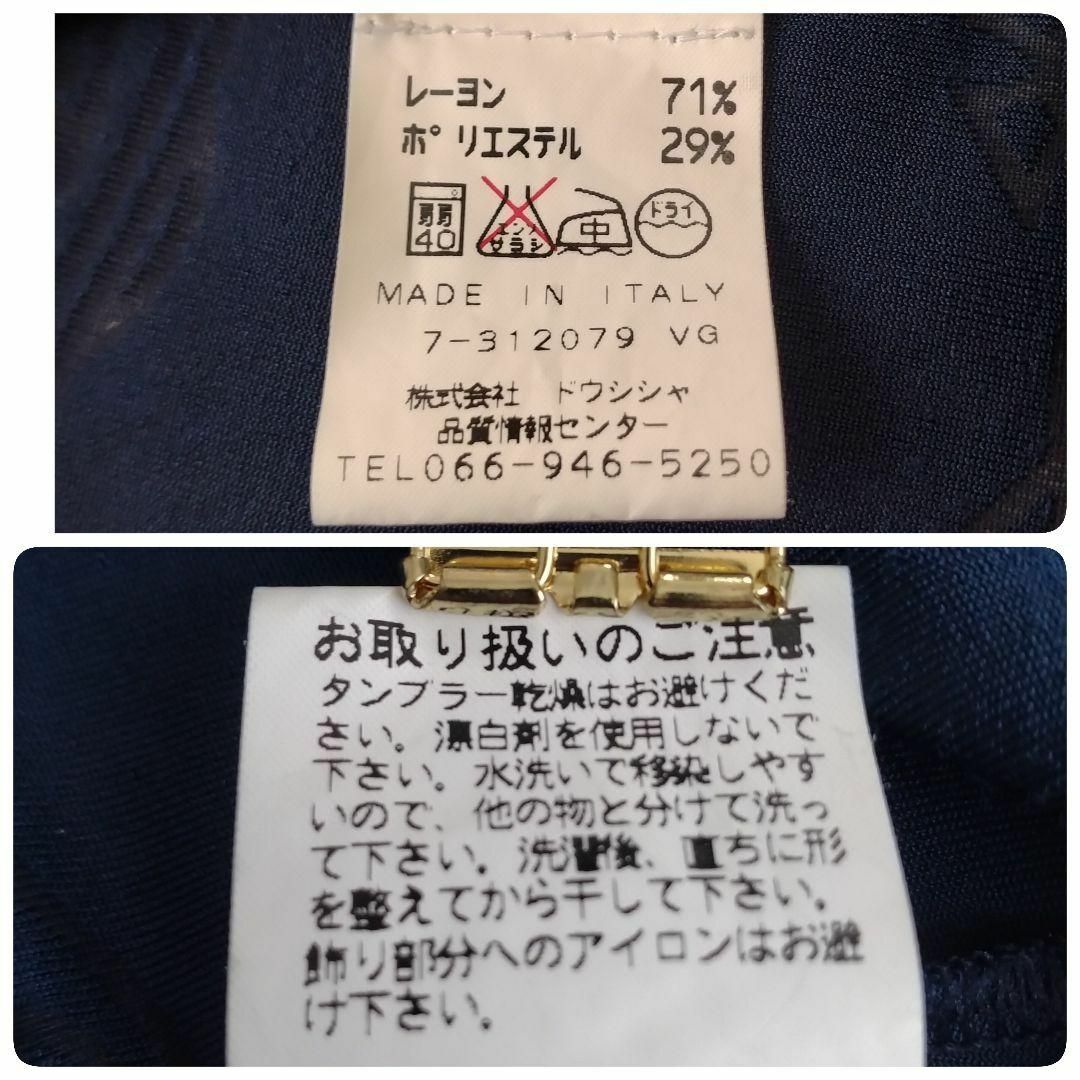 レーヨン 71%
ポリエステル 29%
弱 40 エンソ サラシ 中 ドライ
MADE IN ITALY
7-312079 VG
株式会社 ドウシシャ
品質情報センター
TEL066-946-5250
お取り扱いのご注意
タンブラー乾燥はお避けくだ
さい。漂白剤を使用しないで
下さい。水洗いで移染しやす
いので、他の物と分けて洗っ
て下さい。洗濯後、直ちに形
を整えてから干して下さい。
飾り部分へのアイロンはお避
け下さい。